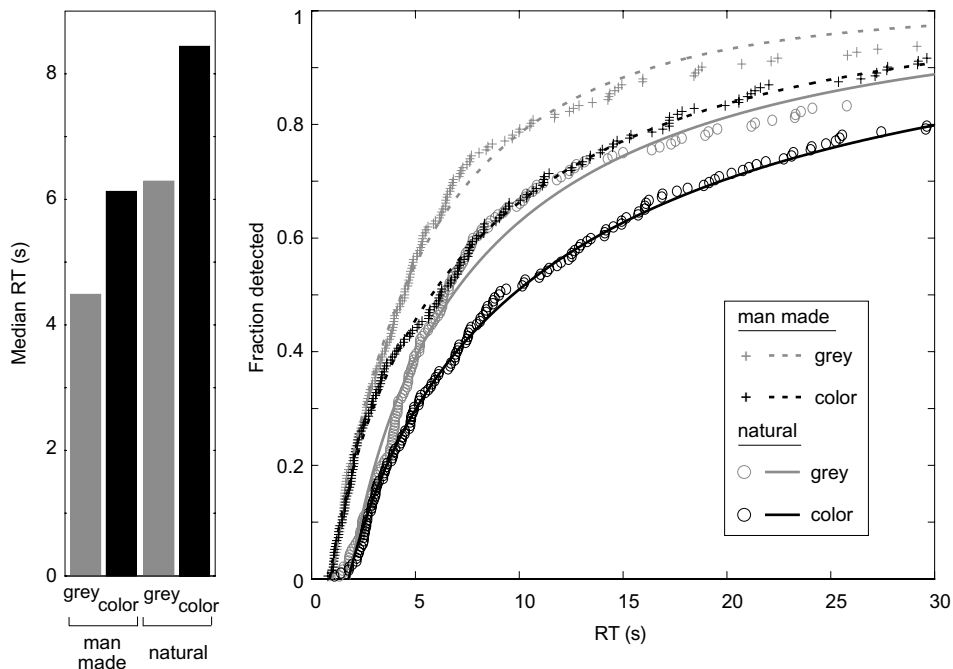 Median RT (s)
8
6
4
2
0
grey
color
grey
color
man
made
natural
Fraction detected
1
0.8
0.6
0.4
0.2
0
0
5
10
15
20
25
30
RT (s)
man made
grey
color
natural
grey
color